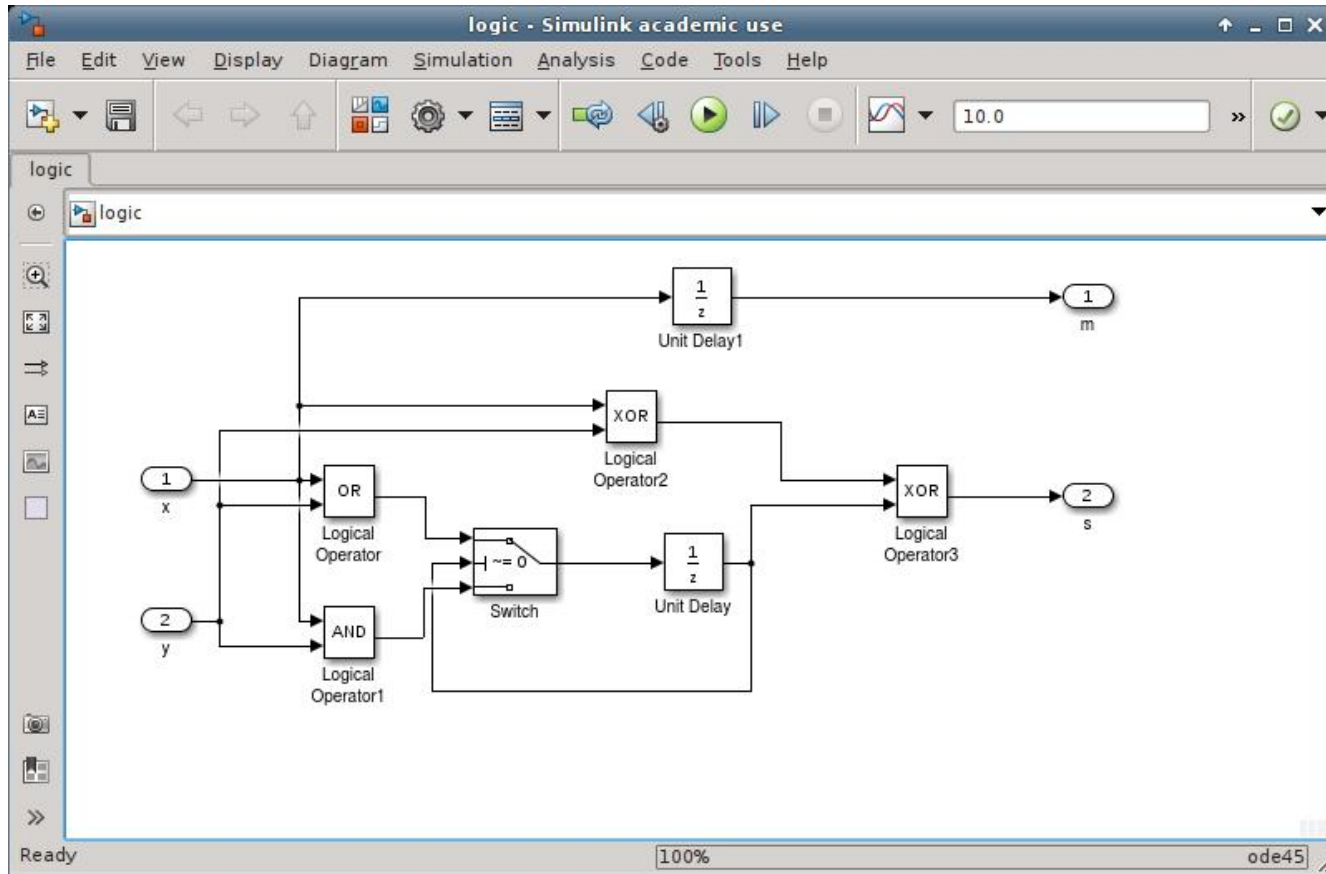 logic - Simulink academic use
File Edit View Display Diagram Simulation Analysis Code Tools Help
10.0
logic
logic
1
z
Unit Delay1
1
m
XOR
Logical
Operator2
1
x
OR
Logical
Operator
XOR
Logical
Operator3
2
s
~= 0
Switch
1
z
Unit Delay
2
y
AND
Logical
Operator1
Ready 100% ode45